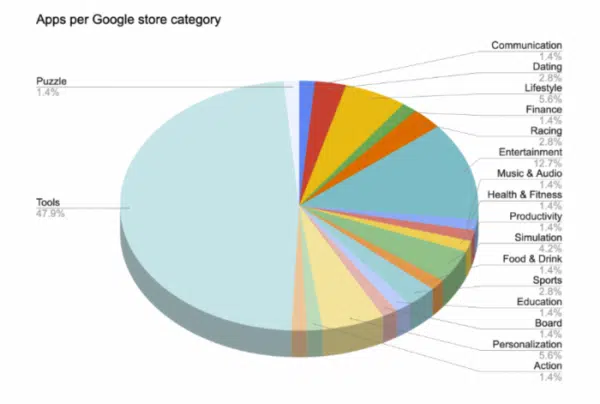 Apps per Google store category
Puzzle
1.4%
Tools
47.9%
Communication
1.4%
Dating
2.8%
Lifestyle
5.6%
Finance
1.4%
Racing
2.8%
Entertainment
12.7%
Music & Audio
1.4%
Health & Fitness
1.4%
Productivity
1.4%
Simulation
4.2%
Food & Drink
1.4%
Sports
2.8%
Education
1.4%
Board
1.4%
Personalization
5.6%
Action
1.4%